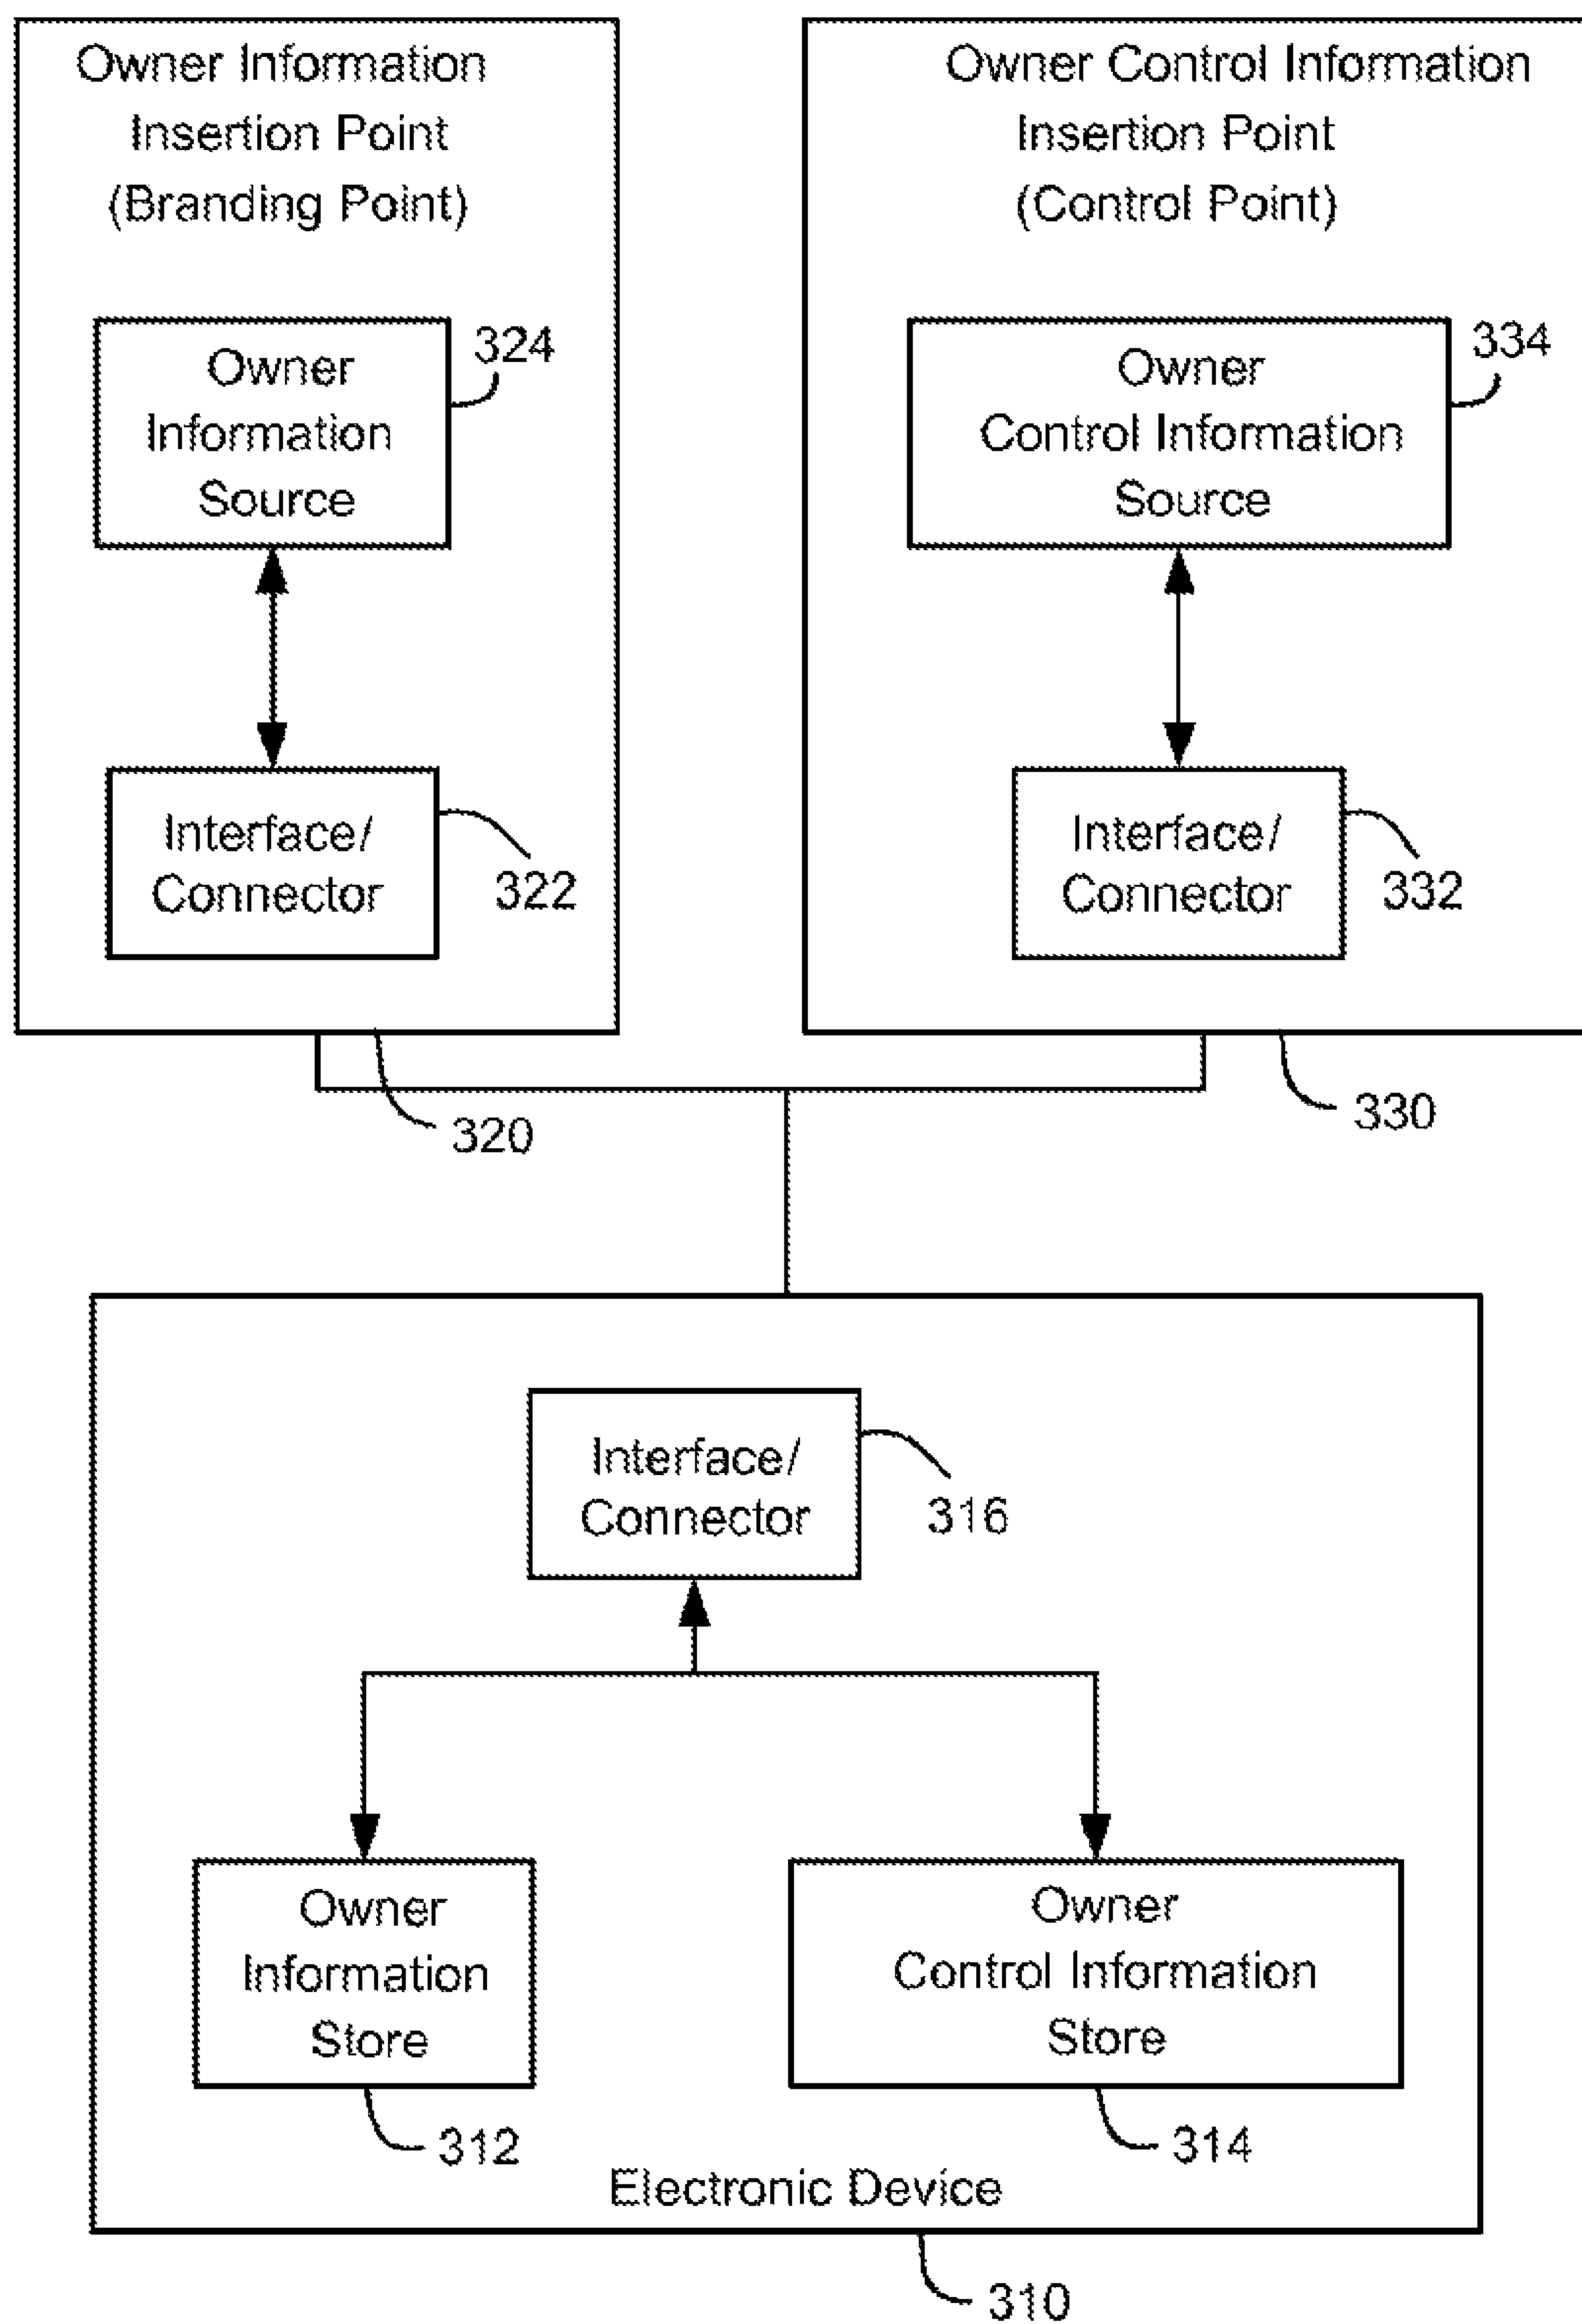 Owner Information
Insertion Point
(Branding Point)
Owner
Information
Source
324
Interface/
Connector
322
320
Owner Control Information
Insertion Point
(Control Point)
Owner
Control Information
Source
334
Interface/
Connector
332
330
Interface/
Connector
316
Owner
Information
Store
312
Owner
Control Information
Store
314
Electronic Device
310